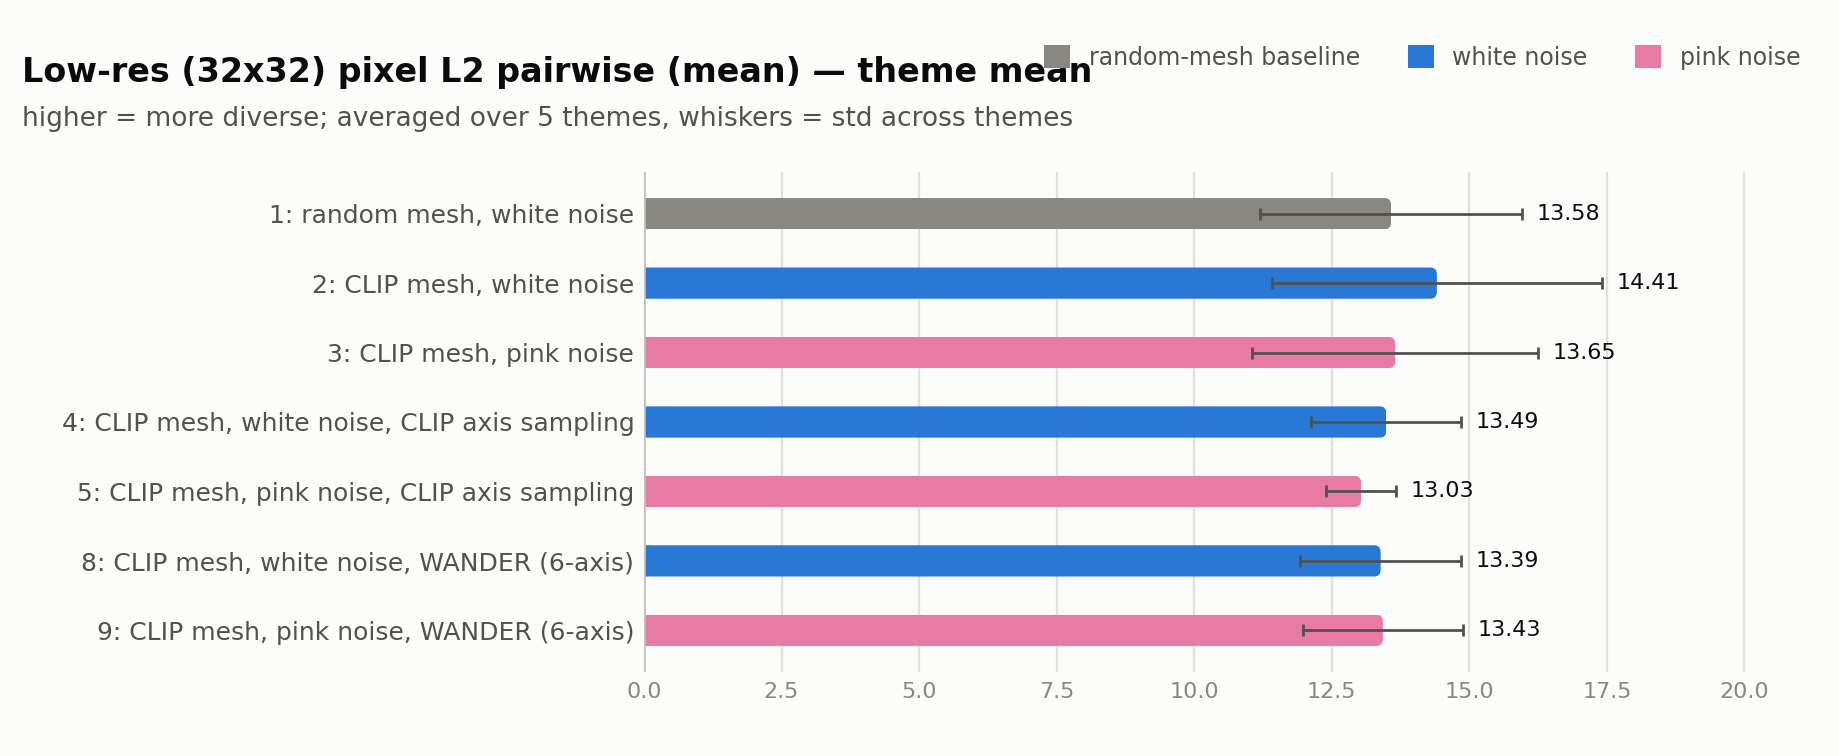 Low-res (32x32) pixel L2 pairwise (mean) — theme mean
random-mesh baseline
white noise
pink noise
higher = more diverse; averaged over 5 themes, whiskers = std across themes
1: random mesh, white noise
13.58
2: CLIP mesh, white noise
14.41
3: CLIP mesh, pink noise
13.65
4: CLIP mesh, white noise, CLIP axis sampling
13.49
5: CLIP mesh, pink noise, CLIP axis sampling
13.03
8: CLIP mesh, white noise, WANDER (6-axis)
13.39
9: CLIP mesh, pink noise, WANDER (6-axis)
13.43
0.0 2.5 5.0 7.5 10.0 12.5 15.0 17.5 20.0